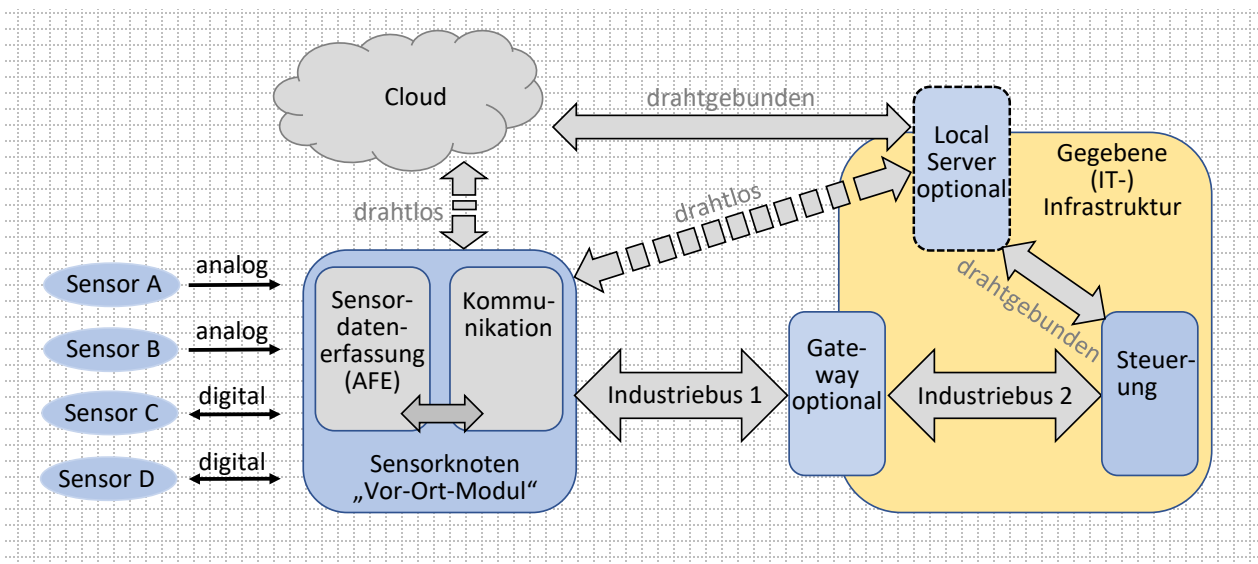 Cloud
drahtgebunden
Local
Server
optional
Gegebene
(IT-)
Infrastruktur
drahtlos
drahtlos
drahtgebunden
Sensor A
analog
Sensor B
analog
Sensor C
digital
Sensor D
digital
Sensor-
daten-
erfassung
(AFE)
Kommu-
nikation
Sensorknoten
„Vor-Ort-Modul“
Industriebus 1
Gate-
way
optional
Industriebus 2
Steuer-
ung